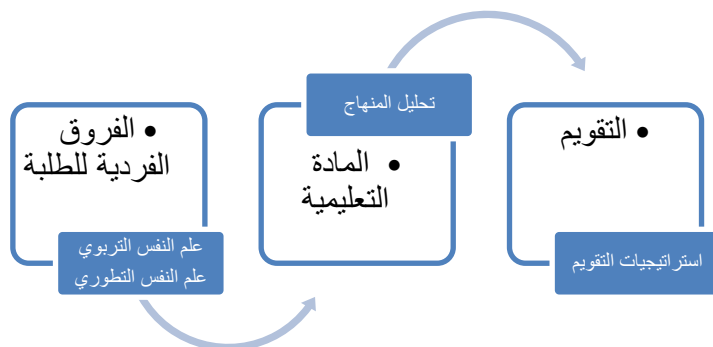 • الفروق
الفردية للطلبة
علم النفس التربوي
علم النفس التطوري
تحليل المنهاج
• المادة
التعليمية
• التقويم
استراتيجيات التقويم